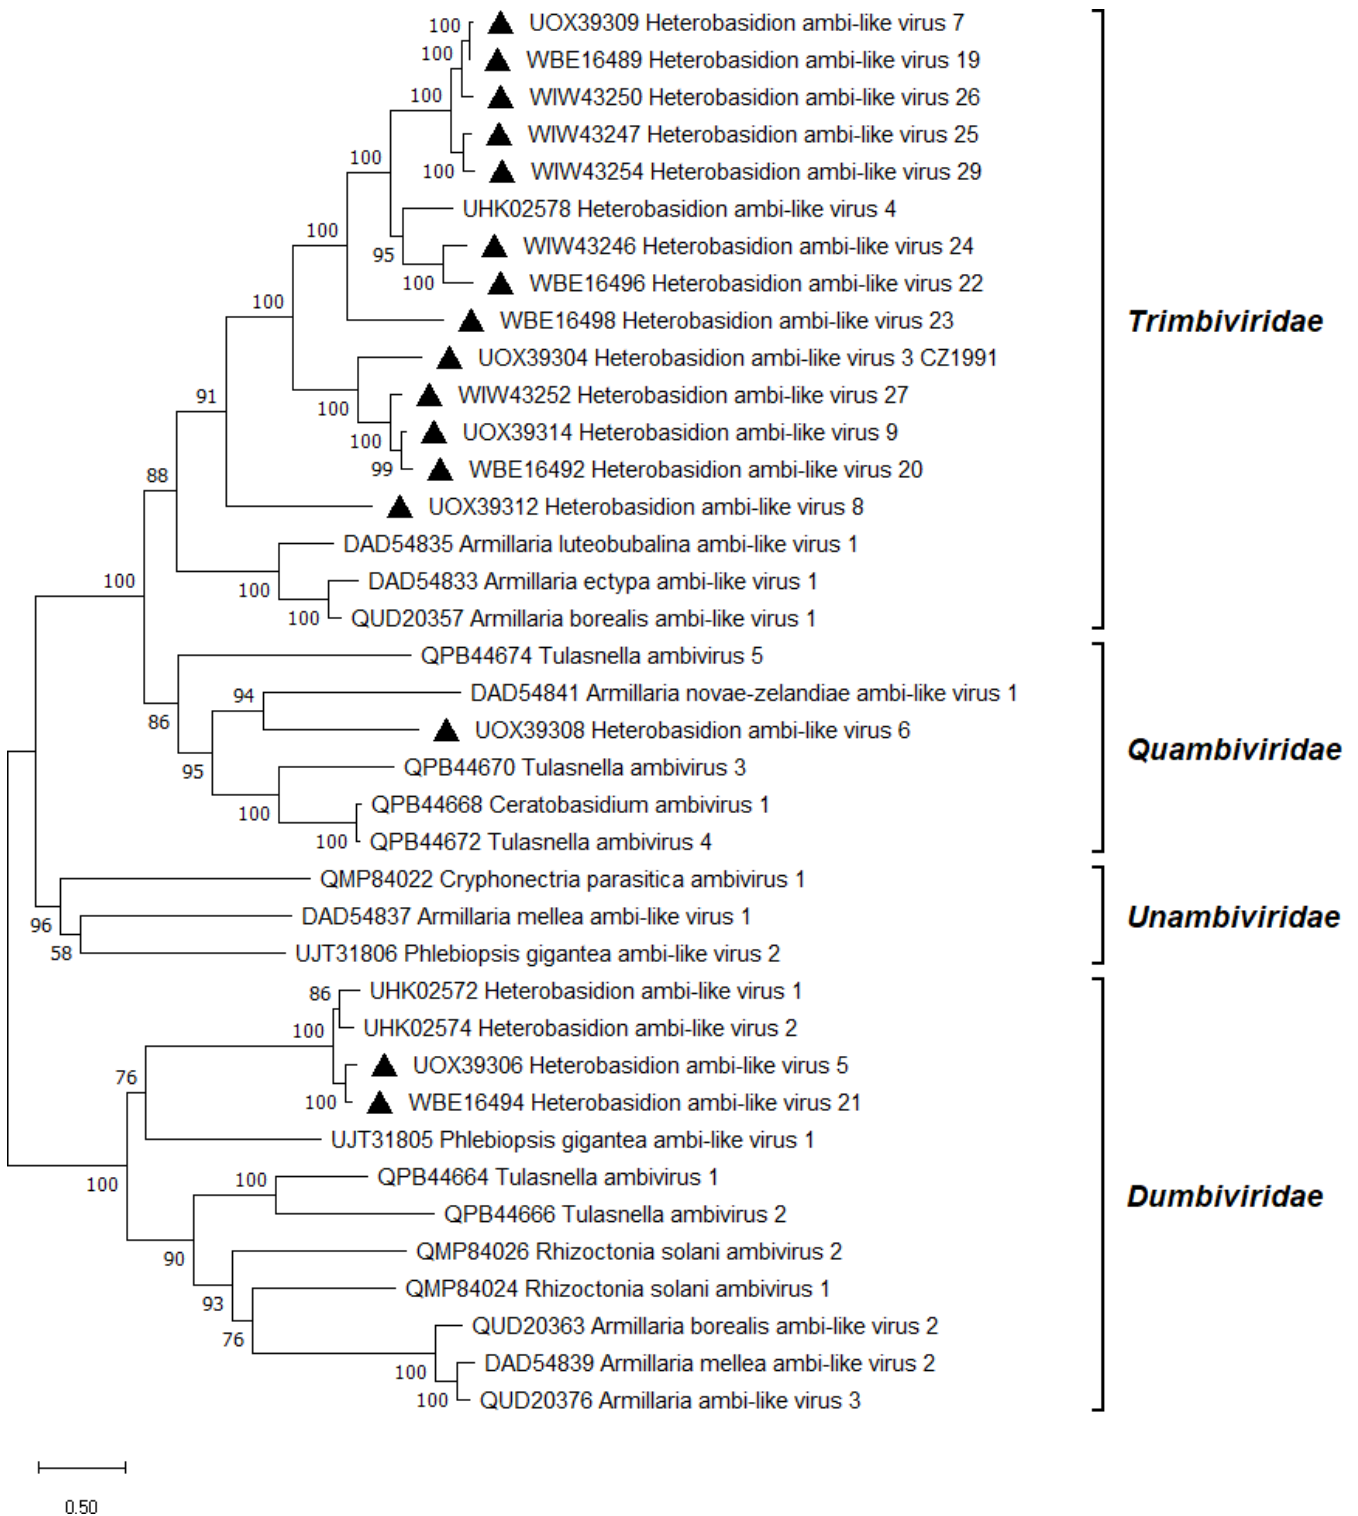 100
UOX39309 Heterobasidion ambi-like virus 7
100
WBE16489 Heterobasidion ambi-like virus 19
100
WIW43250 Heterobasidion ambi-like virus 26
WIW43247 Heterobasidion ambi-like virus 25
100
WIW43254 Heterobasidion ambi-like virus 29
100
UHK02578 Heterobasidion ambi-like virus 4
100
95
WIW43246 Heterobasidion ambi-like virus 24
100
WBE16496 Heterobasidion ambi-like virus 22
100
WBE16498 Heterobasidion ambi-like virus 23
Trimbiviridae
UOX39304 Heterobasidion ambi-like virus 3 CZ1991
91
100
WIW43252 Heterobasidion ambi-like virus 27
100
UOX39314 Heterobasidion ambi-like virus 9
99
WBE16492 Heterobasidion ambi-like virus 20
88
UOX39312 Heterobasidion ambi-like virus 8
DAD54835 Armillaria luteobubalina ambi-like virus 1
100
100
DAD54833 Armillaria ectypa ambi-like virus 1
100
QUD20357 Armillaria borealis ambi-like virus 1
QPB44674 Tulasnella ambivirus 5
94
DAD54841 Armillaria novae-zelandiae ambi-like virus 1
86
UOX39308 Heterobasidion ambi-like virus 6
Quambiviridae
95
QPB44670 Tulasnella ambivirus 3
100
QPB44668 Ceratobasidium ambivirus 1
100
QPB44672 Tulasnella ambivirus 4
QMP84022 Cryphonectria parasitica ambivirus 1
96
DAD54837 Armillaria mellea ambi-like virus 1
Unambiviridae
58
UJT31806 Phlebiopsis gigantea ambi-like virus 2
86
UHK02572 Heterobasidion ambi-like virus 1
100
UHK02574 Heterobasidion ambi-like virus 2
76
UOX39306 Heterobasidion ambi-like virus 5
100
WBE16494 Heterobasidion ambi-like virus 21
UJT31805 Phlebiopsis gigantea ambi-like virus 1
100
100
QPB44664 Tulasnella ambivirus 1
Dumbiviridae
QPB44666 Tulasnella ambivirus 2
90
QMP84026 Rhizoctonia solani ambivirus 2
93
QMP84024 Rhizoctonia solani ambivirus 1
76
QUD20363 Armillaria borealis ambi-like virus 2
100
DAD54839 Armillaria mellea ambi-like virus 2
100
QUD20376 Armillaria ambi-like virus 3
0.50